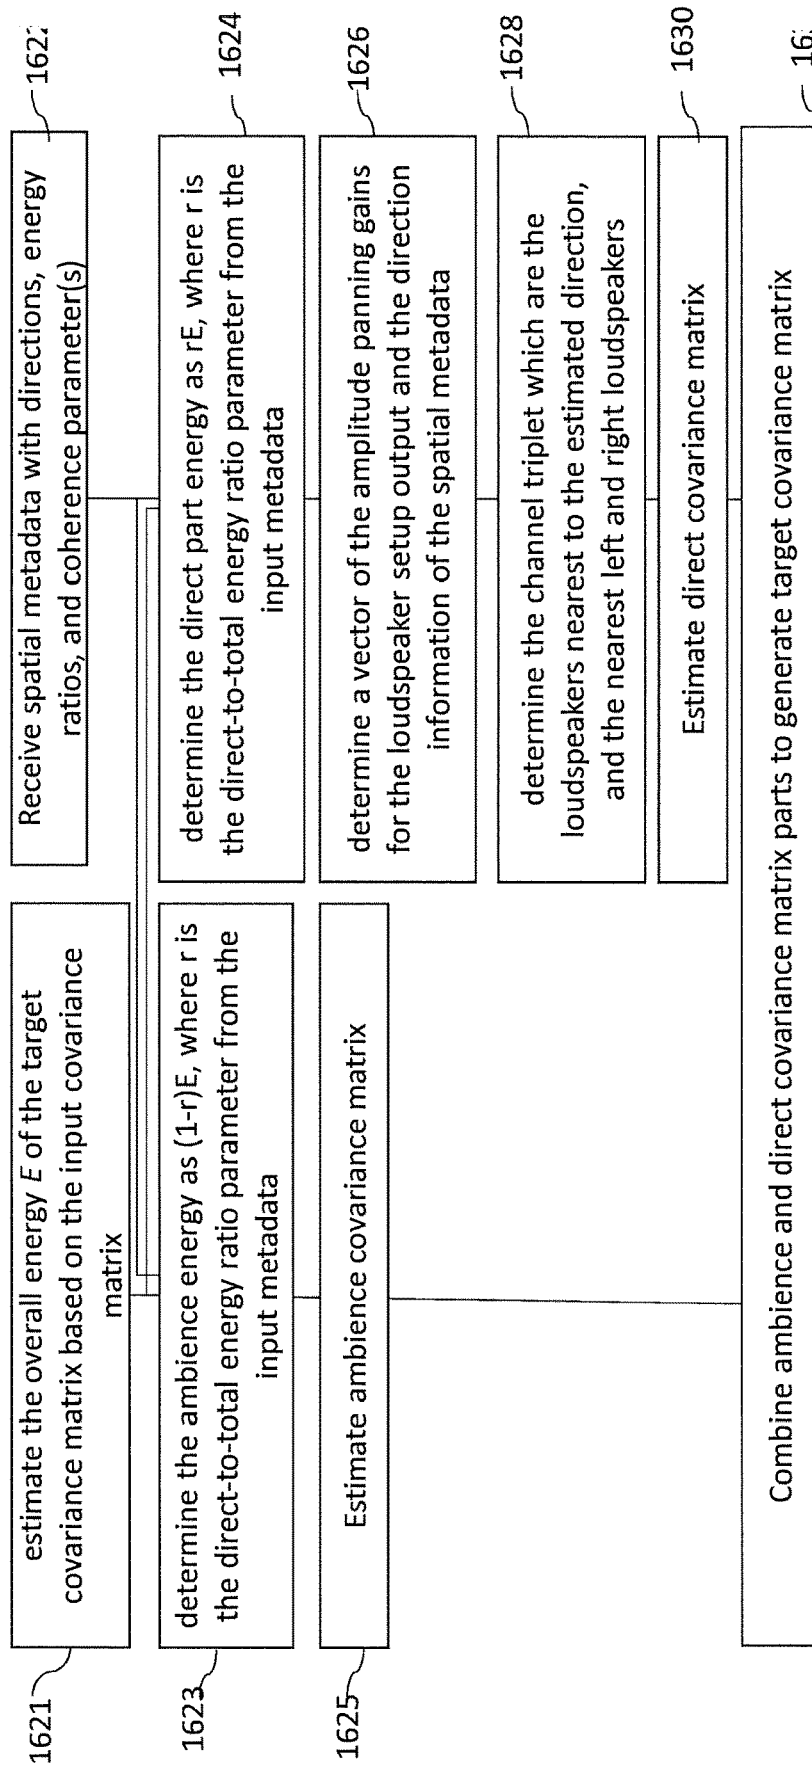 1621
estimate the overall energy E of the target
covariance matrix based on the input covariance
matrix
Receive spatial metadata with directions, energy
ratios, and coherence parameter(s)
1623
determine the ambience energy as (1-r)E, where r is
the direct-to-total energy ratio parameter from the
input metadata
determine the direct part energy as rE, where r is
the direct-to-total energy ratio parameter from the
input metadata
1624
1625
Estimate ambience covariance matrix
determine a vector of the amplitude panning gains
for the loudspeaker setup output and the direction
information of the spatial metadata
1626
determine the channel triplet which are the
loudspeakers nearest to the estimated direction,
and the nearest left and right loudspeakers
1628
Estimate direct covariance matrix
1630
Combine ambience and direct covariance matrix parts to generate target covariance matrix